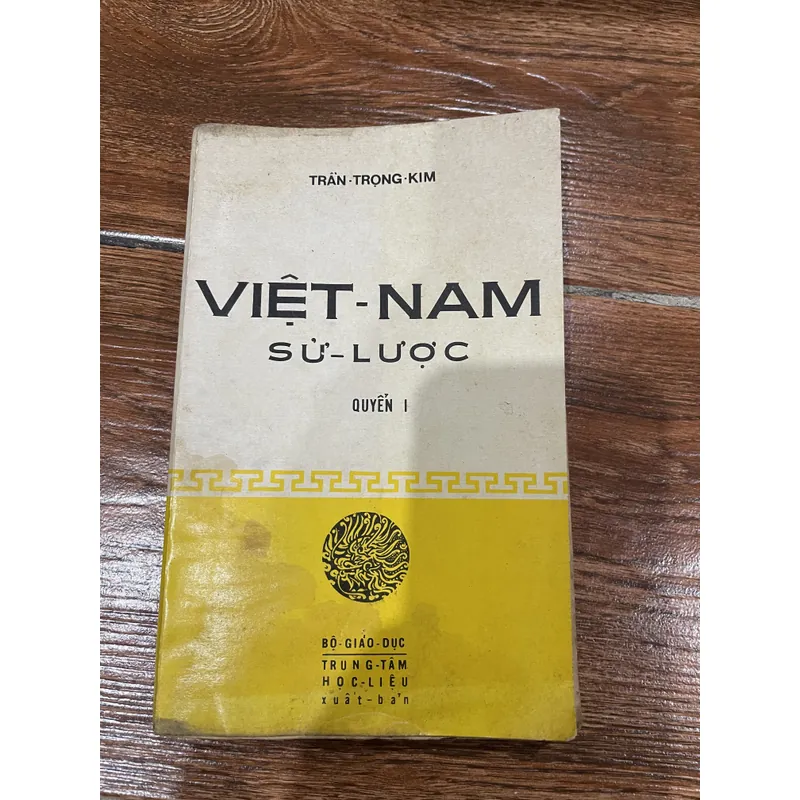 TRẦN·TRỌNG·KIM
VIỆT-NAM
SỬ-LƯỢC
QUYỂN I
BỘ-GIÁO-DỤC
TRUNG-TÂM
HỌC-LIỆU
xuất-bản